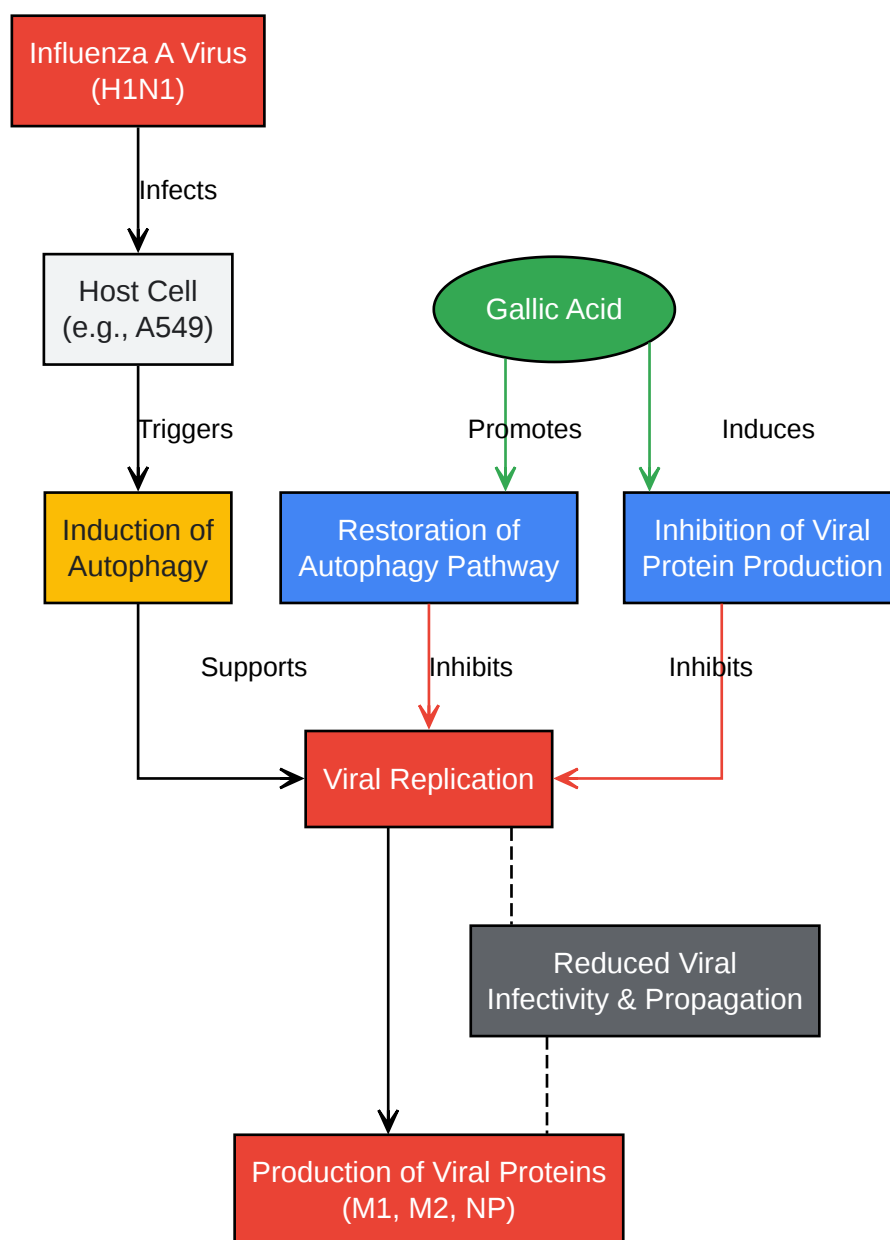 Influenza A Virus
(H1N1)
Infects
Host Cell
(e.g., A549)
Gallic Acid
Triggers
Promotes
Induces
Induction of
Autophagy
Restoration of
Autophagy Pathway
Inhibition of Viral
Protein Production
Supports
Inhibits
Inhibits
Viral Replication
Reduced Viral
Infectivity & Propagation
Production of Viral Proteins
(M1, M2, NP)